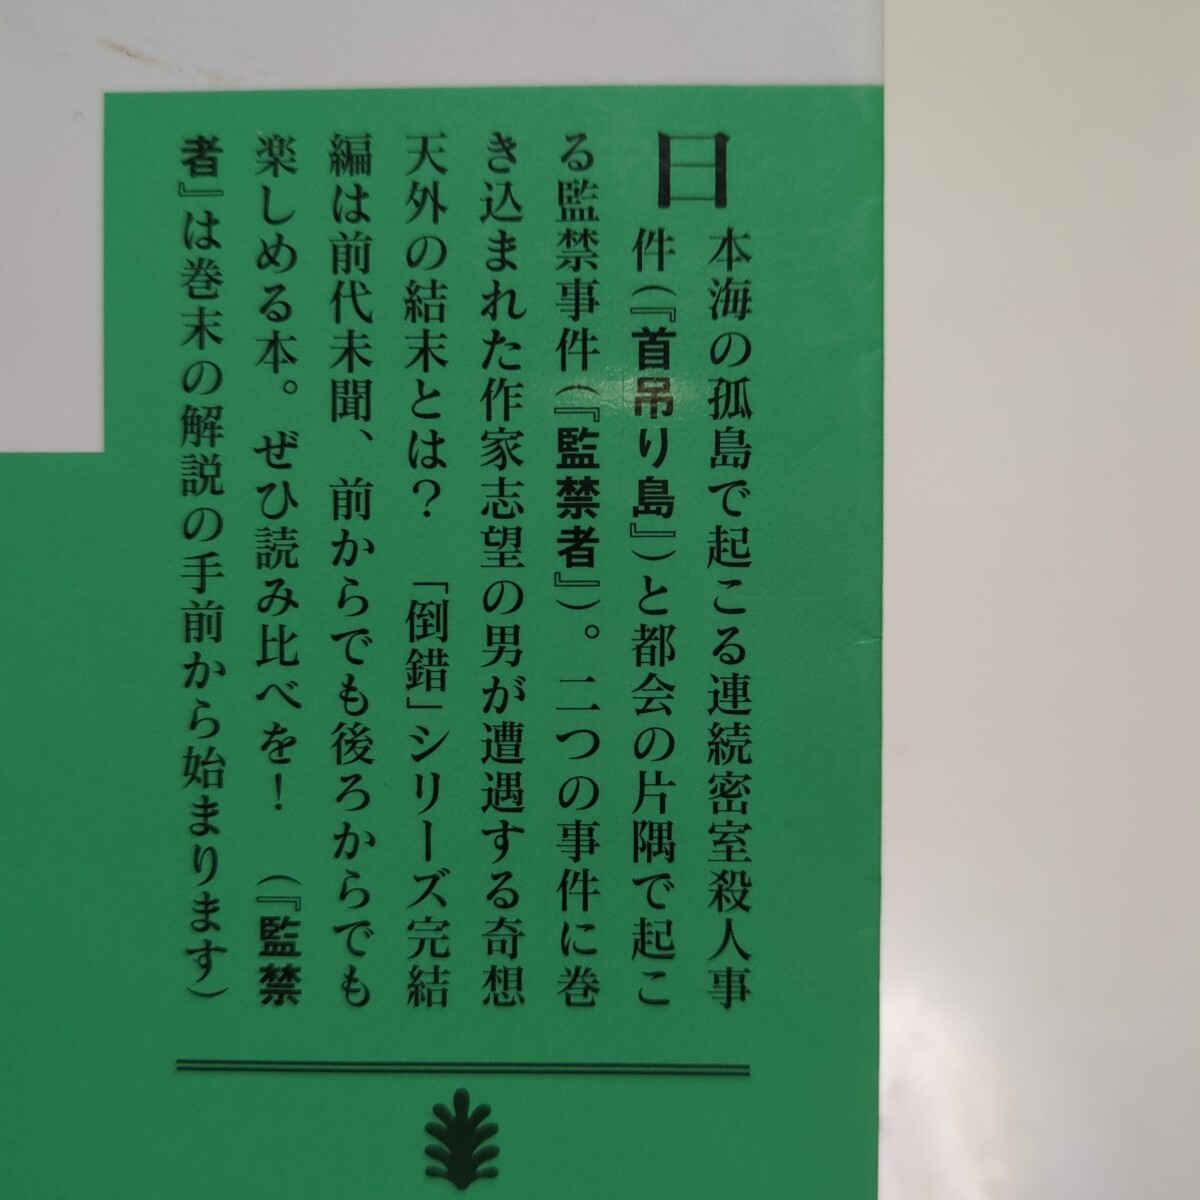 日本海の孤島で起こる連続密室殺人事
件(『首吊り島』)と都会の片隅で起こ
る監禁事件(『監禁者』)。二つの事件に巻
き込まれた作家志望の男が遭遇する奇想
天外の結末とは?　「倒錯」シリーズ完結
編は前代未聞、前からでも後ろからでも
楽しめる本。ぜひ読み比べを!　(『監禁
者』は巻末の解説の手前から始まります)